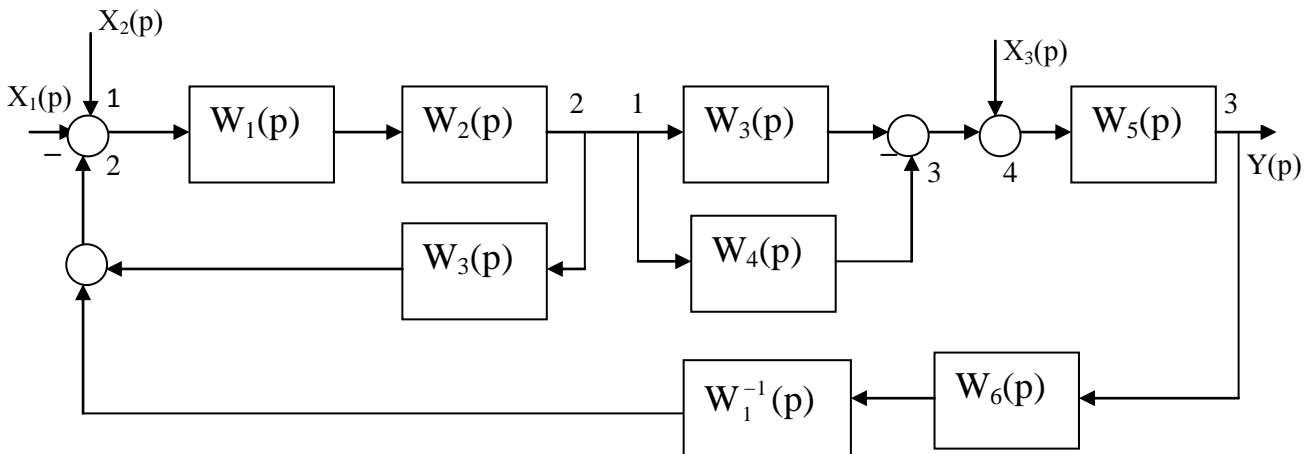 X₂(p)
X₃(p)
X₁(p)
1
W₁(p)
W₂(p)
2
1
W₃(p)
W₅(p)
3
−
2
−
3
4
Y(p)
W₃(p)
W₄(p)
W₁⁻¹(p)
W₆(p)